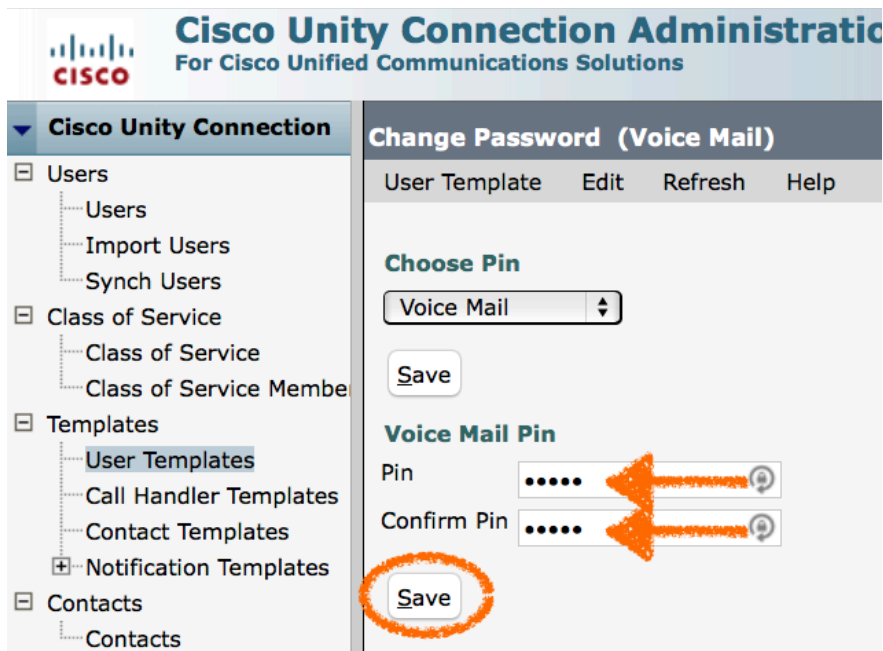 Cisco Unity Connection Administratio
For Cisco Unified Communications Solutions
CISCO
Cisco Unity Connection
Users
Users
Import Users
Synch Users
Class of Service
Class of Service
Class of Service Member
Templates
User Templates
Call Handler Templates
Contact Templates
Notification Templates
Contacts
Contacts
Change Password (Voice Mail)
User Template Edit Refresh Help
Choose Pin
Voice Mail
Save
Voice Mail Pin
Pin •••••
Confirm Pin •••••
Save